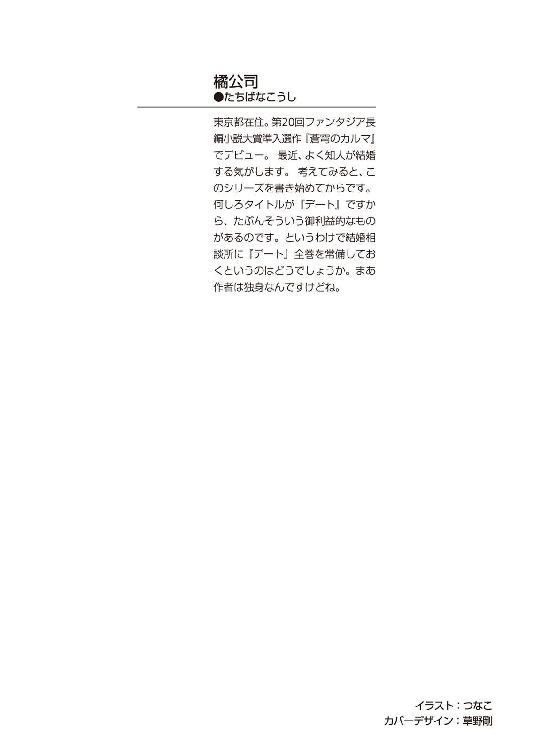 橘公司
●たちばなこうし
東京都在住。第20回ファンタジア長
編小説大賞準入選作『蒼穹のカルマ』
でデビュー。 最近、よく知人が結婚
する気がします。 考えてみると、こ
のシリーズを書き始めてからです。
何しろタイトルが『デート』ですか
ら、たぶんそういう御利益的なもの
があるのです。というわけで結婚相
談所に『デート』全巻を常備してお
くというのはどうでしょうか。まあ
作者は独身なんですけどね。
イラスト：つなこ
カバーデザイン：草野剛